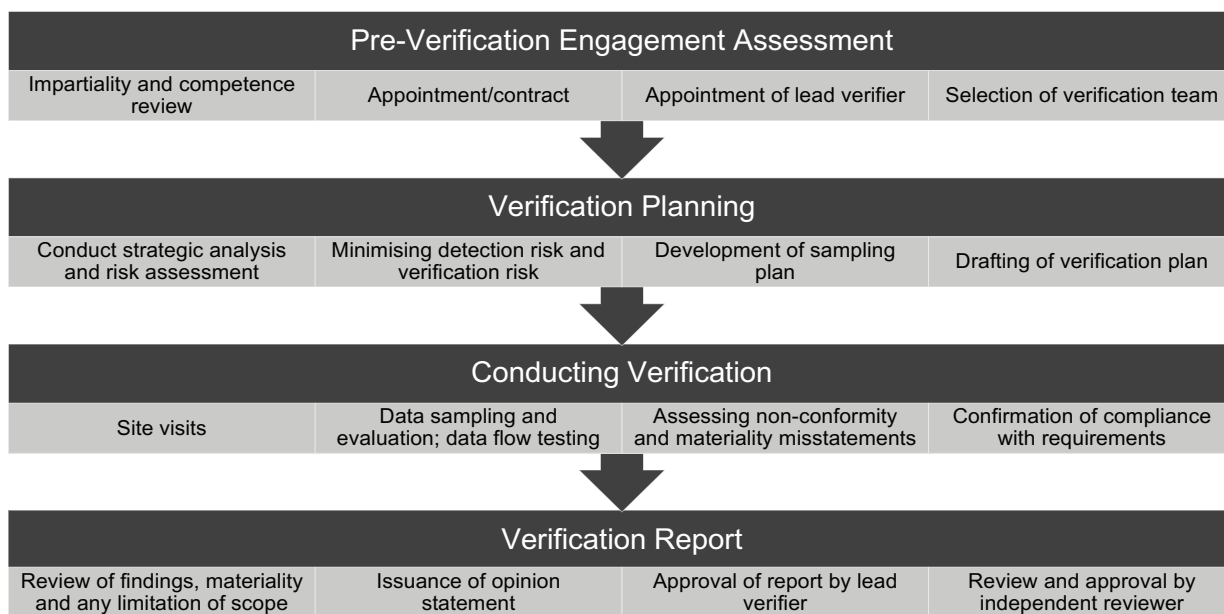 Pre-Verification Engagement Assessment
Impartiality and competence
review
Appointment/contract
Appointment of lead verifier
Selection of verification team
Verification Planning
Conduct strategic analysis
and risk assessment
Minimising detection risk and
verification risk
Development of sampling
plan
Drafting of verification plan
Conducting Verification
Site visits
Data sampling and
evaluation; data flow testing
Assessing non-conformity
and materiality misstatements
Confirmation of compliance
with requirements
Verification Report
Review of findings, materiality
and any limitation of scope
Issuance of opinion
statement
Approval of report by lead
verifier
Review and approval by
independent reviewer